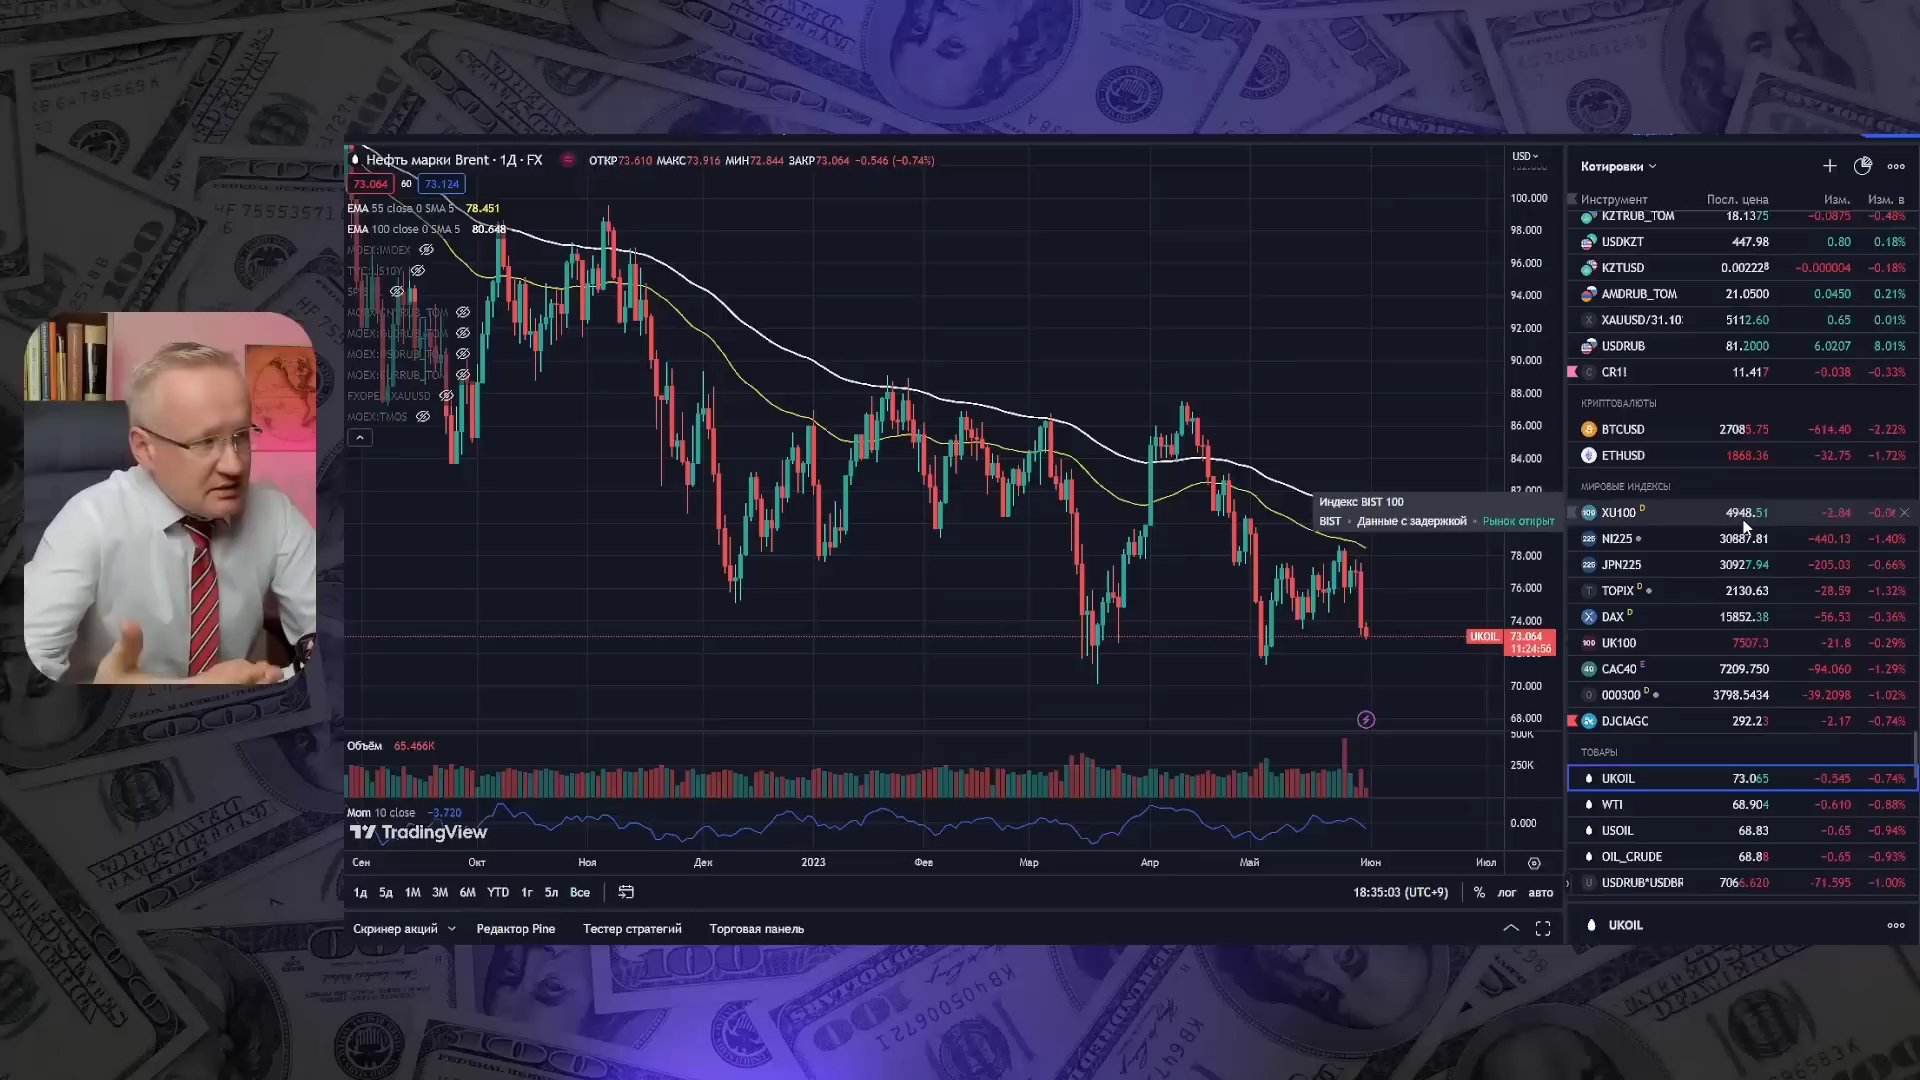 Нефть марки Brent · 1Д · FX
ОТКР73.610 МАКС73.916 МИН72.844 ЗАКР73.064 −0.546 (−0.74%)
73.064 60 73.124
EMA 55 close 0 SMA 5 78.451
EMA 100 close 0 SMA 5 80.648
MOEX:IMOEX
FXOPEN:XAUUSD
MOEX:TMOS
USD
100.000
98.000
96.000
94.000
92.000
90.000
88.000
86.000
84.000
82.000
78.000
76.000
74.000
70.000
68.000
Индекс BIST 100
BIST • Данные с задержкой • Рынок открыт
UKOIL 73.064
11:24:56
Объём 65.466K
500K
250K
Mom 10 close −3.720
0.000
TradingView
Сен Окт Ноя Дек 2023 Фев Мар Апр Май Июн Июл
1д 5д 1М 3М 6М YTD 1г 5л Все
18:35:03 (UTC+9) % лог авто
Скринер акций Редактор Pine Тестер стратегий Торговая панель
Котировки
Инструмент Посл. цена Изм. Изм. в
KZTRUB_TOM 18.1375 −0.0875 −0.48%
USDKZT 447.98 0.80 0.18%
KZTUSD 0.002228 −0.000004 −0.18%
AMDRUB_TOM 21.0500 0.0450 0.21%
XAUUSD/31.10 5112.60 0.65 0.01%
USDRUB 81.2000 6.0207 8.01%
CR1! 11.417 −0.038 −0.33%
КРИПТОВАЛЮТЫ
BTCUSD 27085.75 −614.40 −2.22%
ETHUSD 1868.36 −32.75 −1.72%
МИРОВЫЕ ИНДЕКСЫ
XU100 D 4948.51 −2.84
NI225 30887.81 −440.13 −1.40%
JPN225 30927.94 −205.03 −0.66%
TOPIX D 2130.63 −28.59 −1.32%
DAX D 15852.38 −56.53 −0.36%
UK100 7507.3 −21.8 −0.29%
CAC40 E 7209.750 −94.060 −1.29%
000300 D 3798.5434 −39.2098 −1.02%
DJCIAGC 292.23 −2.17 −0.74%
ТОВАРЫ
UKOIL 73.065 −0.545 −0.74%
WTI 68.904 −0.610 −0.88%
USOIL 68.83 −0.65 −0.94%
OIL_CRUDE 68.88 −0.65 −0.93%
USDRUB*USDBR 7066.620 −71.595 −1.00%
UKOIL